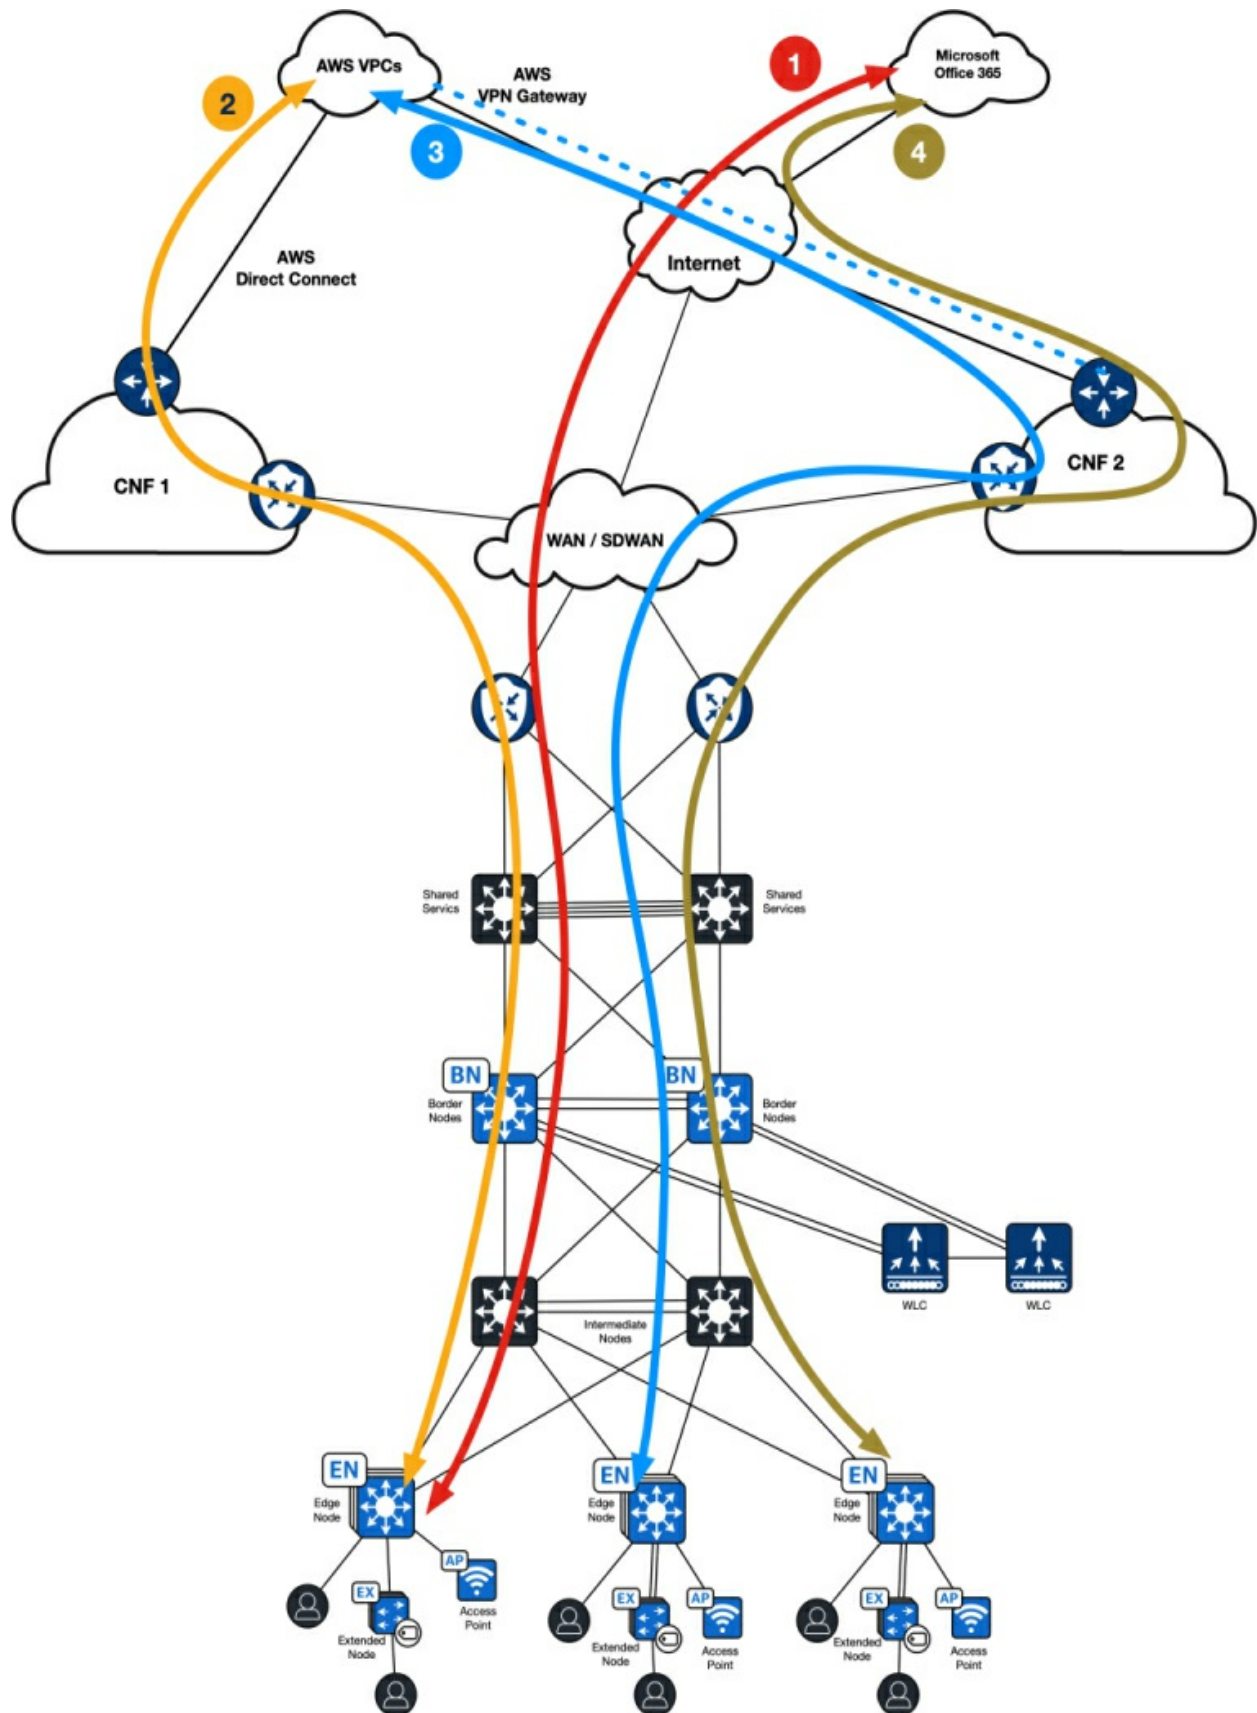 AWS VPCs
Microsoft
Office 365
1
2
AWS
VPN Gateway
3
4
Internet
AWS
Direct Connect
CNF 1
CNF 2
WAN / SDWAN
Shared
Servics
Shared
Services
BN
BN
Border
Nodes
Border
Nodes
WLC
WLC
Intermediate
Nodes
EN
EN
EN
Edge
Node
Edge
Node
Edge
Node
AP
EX
Access
Point
Extended
Node
EX
AP
Extended
Node
Access
Point
EX
AP
Extended
Node
Access
Point